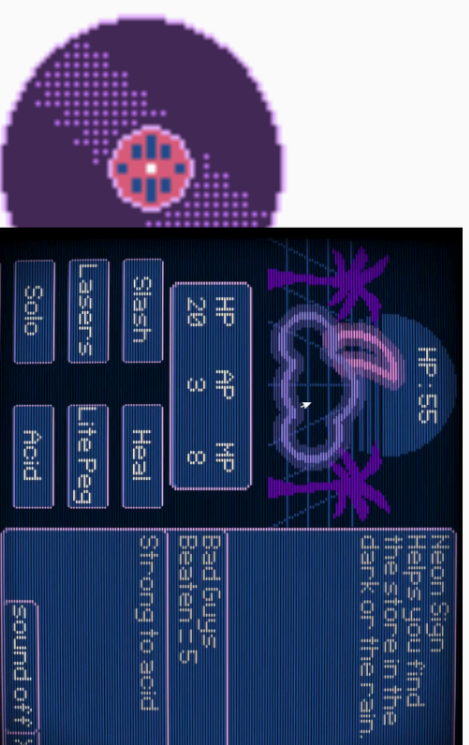 HP:55
HP AP MP
20 3 8
Slash Heal
Lasers Lite Peg
Solo Acid
Neon Sign
Helps you find
the store in the
dark or the rain.
Bad Guys
Beaten = 5
Strong to acid
sound off!